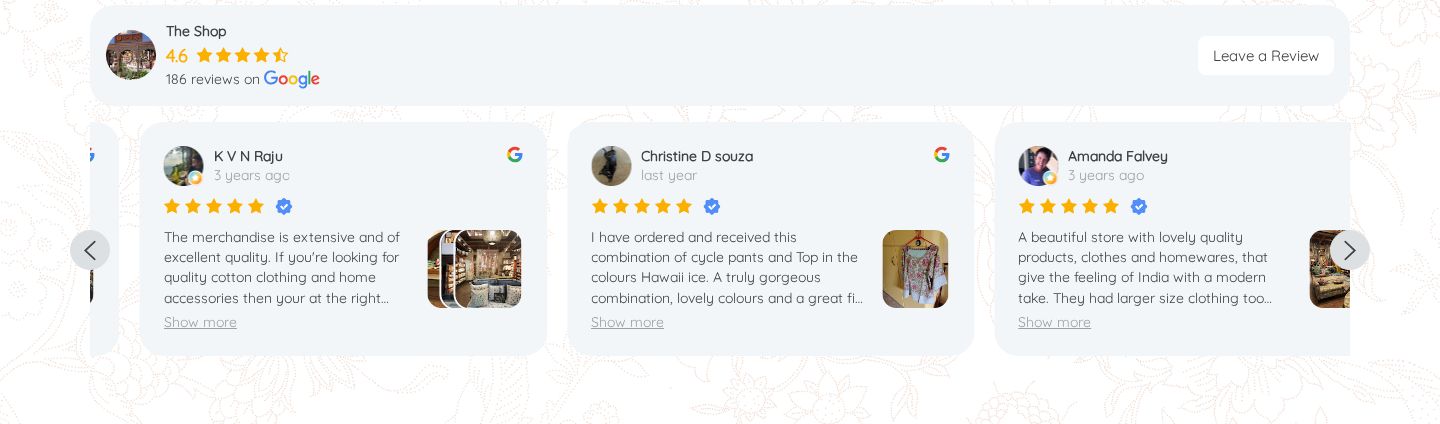 The Shop
4.6
186 reviews on Google
Leave a Review
K V N Raju
3 years ago
The merchandise is extensive and of
excellent quality. If you're looking for
quality cotton clothing and home
accessories then your at the right...
Show more
Christine D souza
last year
I have ordered and received this
combination of cycle pants and Top in the
colours Hawaii ice. A truly gorgeous
combination, lovely colours and a great fi...
Show more
Amanda Falvey
3 years ago
A beautiful store with lovely quality
products, clothes and homewares, that
give the feeling of India with a modern
take. They had larger size clothing too...
Show more